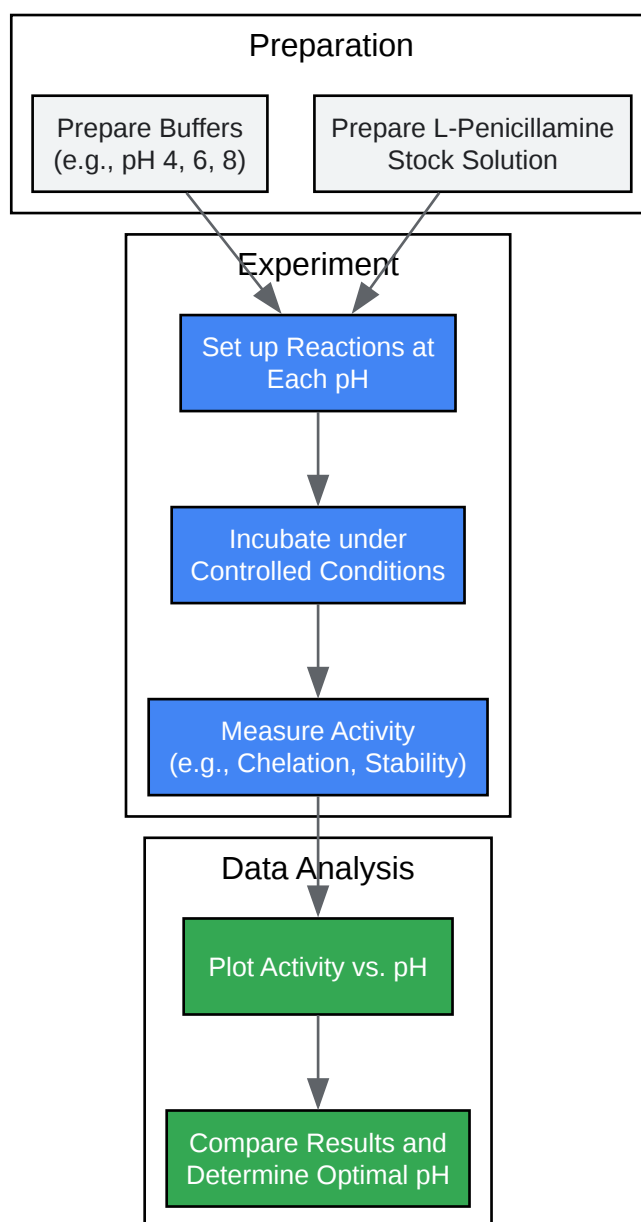 Preparation
Prepare Buffers
(e.g., pH 4, 6, 8)
Prepare L-Penicillamine
Stock Solution
Experiment
Set up Reactions at
Each pH
Incubate under
Controlled Conditions
Measure Activity
(e.g., Chelation, Stability)
Data Analysis
Plot Activity vs. pH
Compare Results and
Determine Optimal pH